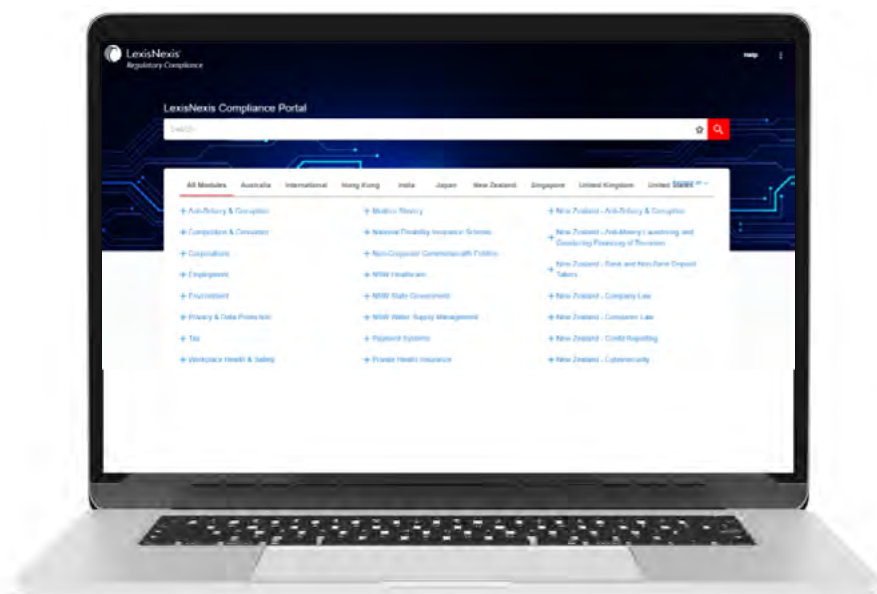 LexisNexis
Regulatory Compliance
Help
LexisNexis Compliance Portal
Search
All Modules Australia International Hong Kong India Japan New Zealand Singapore United Kingdom United States
+ Anti-Bribery & Corruption
+ Competition & Consumer
+ Corporations
+ Employment
+ Environment
+ Privacy & Data Protection
+ Tax
+ Workplace Health & Safety
+ Modern Slavery
+ National Disability Insurance Scheme
+ Non-Corporate Commonwealth Entities
+ NSW Healthcare
+ NSW State Government
+ NSW Water Supply Management
+ Payment Systems
+ Private Health Insurance
+ New Zealand - Anti-Bribery & Corruption
+ New Zealand - Anti-Money Laundering and
Countering Financing of Terrorism
+ New Zealand - Bank and Non-Bank Deposit
Takers
+ New Zealand - Company Law
+ New Zealand - Consumer Law
+ New Zealand - Credit Reporting
+ New Zealand - Cybersecurity